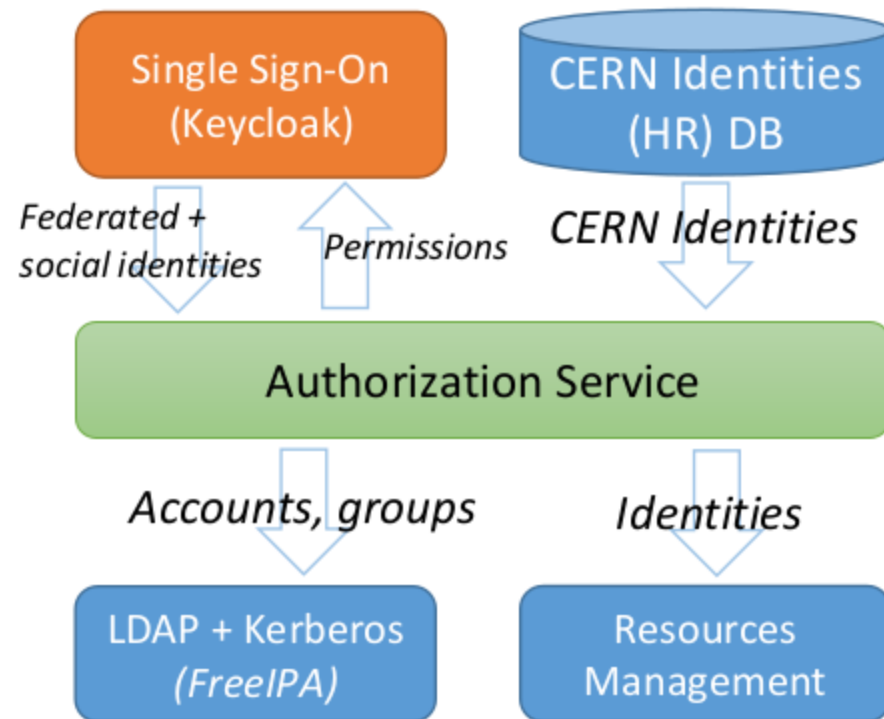 Single Sign-On
(Keycloak)
CERN Identities
(HR) DB
Federated +
social identities
Permissions
CERN Identities
Authorization Service
Accounts, groups
Identities
LDAP + Kerberos
(FreeIPA)
Resources
Management